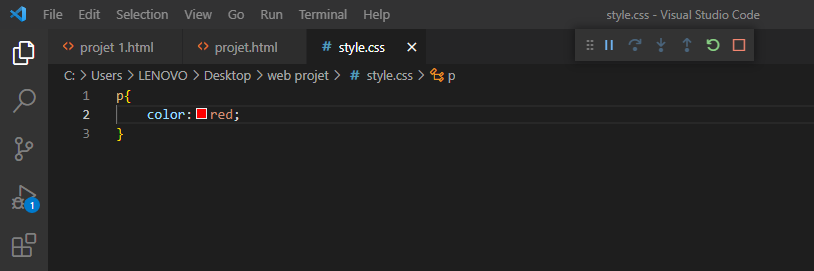 File Edit Selection View Go Run Terminal Help style.css - Visual Studio Code
<> projet 1.html <> projet.html # style.css ×
C: > Users > LENOVO > Desktop > web projet > # style.css > p
1 p{
2 color: red;
3 }
1